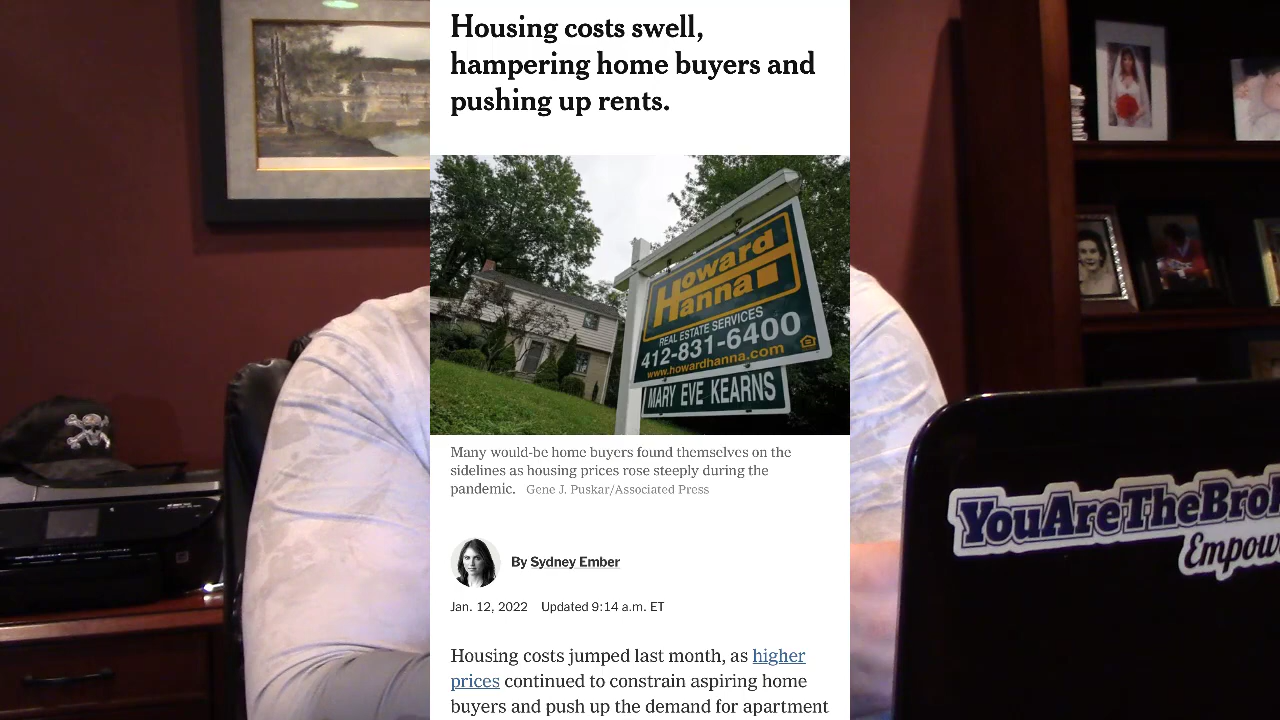 Housing costs swell,
hampering home buyers and
pushing up rents.
Howard
Hanna
REAL ESTATE SERVICES
412-831-6400
www.howardhanna.com
MARY EVE KEARNS
Many would-be home buyers found themselves on the
sidelines as housing prices rose steeply during the
pandemic. Gene J. Puskar/Associated Press
By Sydney Ember
Jan. 12, 2022 Updated 9:14 a.m. ET
Housing costs jumped last month, as higher
prices continued to constrain aspiring home
buyers and push up the demand for apartment
YouAreTheBro
Empow